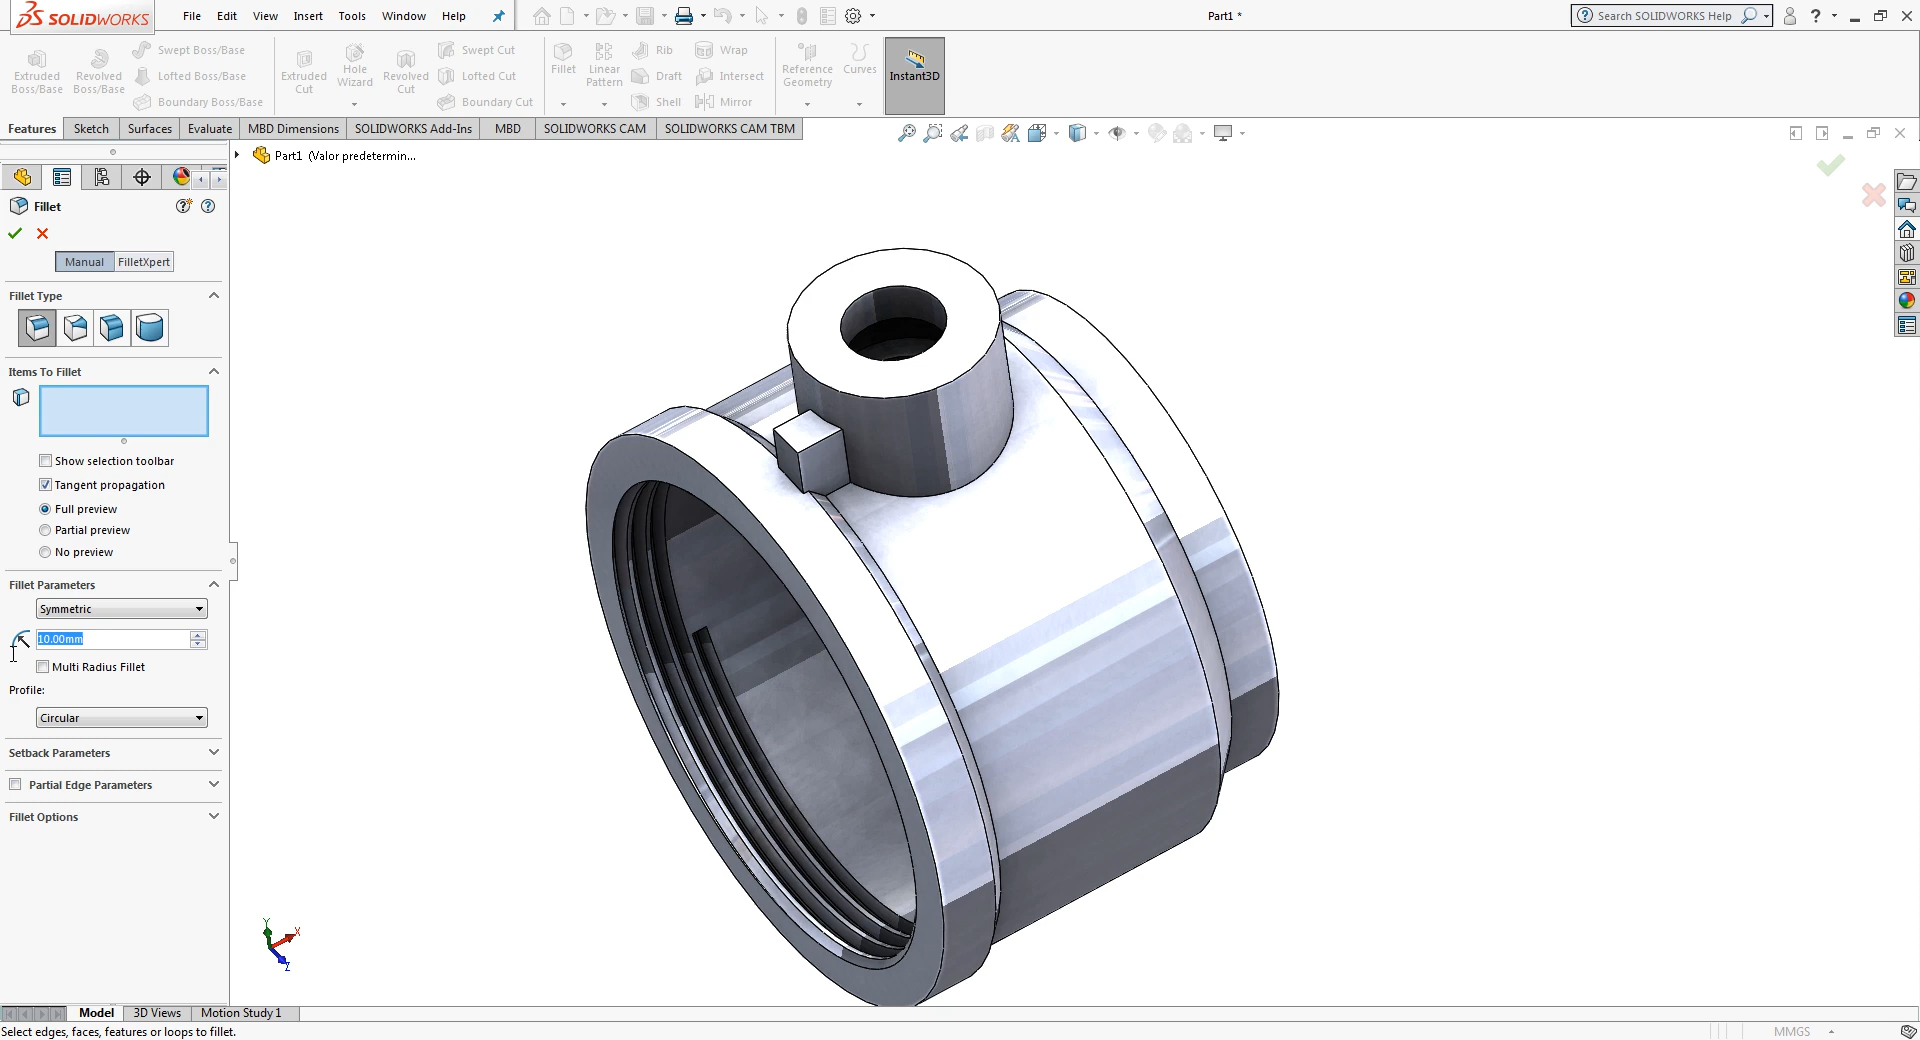 SOLIDWORKS
File Edit View Insert Tools Window Help
Part1 *
Search SOLIDWORKS Help
Extruded Boss/Base
Revolved Boss/Base
Swept Boss/Base
Lofted Boss/Base
Boundary Boss/Base
Extruded Cut
Hole Wizard
Revolved Cut
Swept Cut
Lofted Cut
Boundary Cut
Fillet
Linear Pattern
Rib
Draft
Shell
Wrap
Intersect
Mirror
Reference Geometry
Curves
Instant3D
Features Sketch Surfaces Evaluate MBD Dimensions SOLIDWORKS Add-Ins MBD SOLIDWORKS CAM SOLIDWORKS CAM TBM
Part1 (Valor predetermin...
Fillet
Manual FilletXpert
Fillet Type
Items To Fillet
Show selection toolbar
Tangent propagation
Full preview
Partial preview
No preview
Fillet Parameters
Symmetric
10.00mm
Multi Radius Fillet
Profile:
Circular
Setback Parameters
Partial Edge Parameters
Fillet Options
Y
X
Z
Model 3D Views Motion Study 1
Select edges, faces, features or loops to fillet.
MMGS